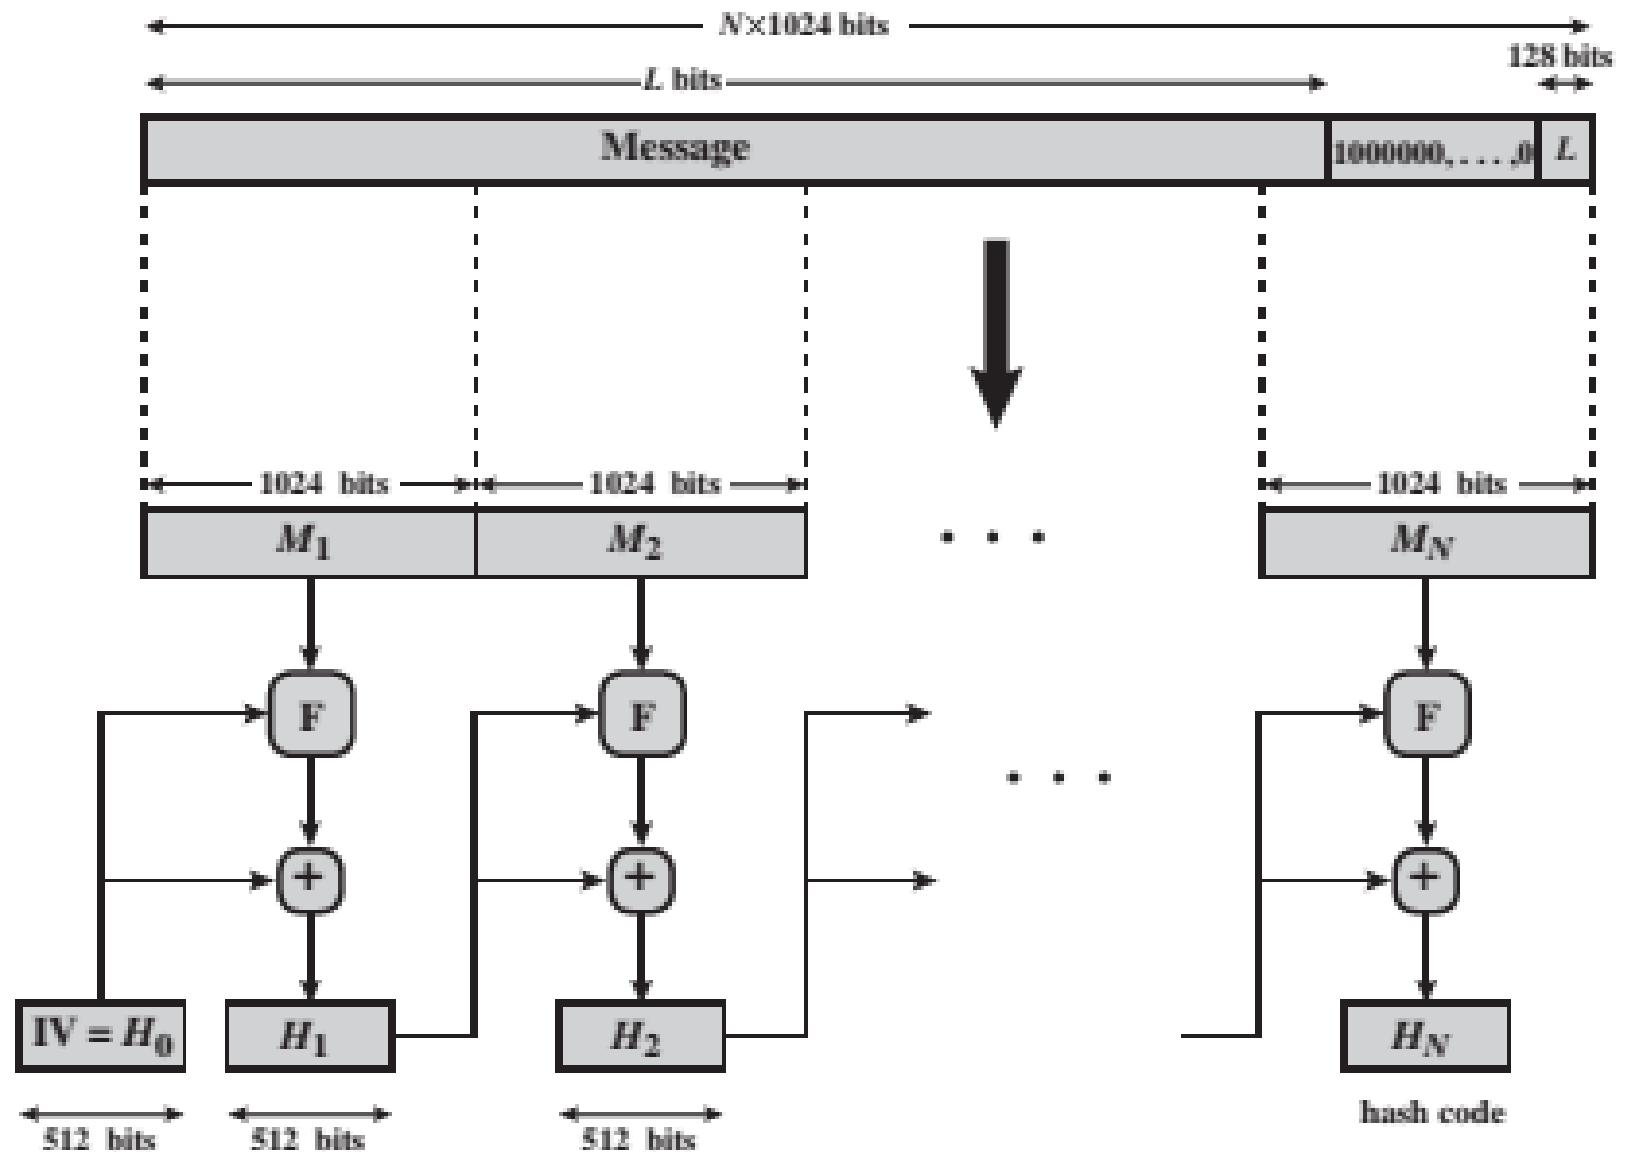 N×1024 bits
128 bits
L bits
Message 1000000, . . . ,0 L
1024 bits 1024 bits 1024 bits
M1 M2 . . . MN
F F F
. . .
+ + +
IV = H0 H1 H2 HN
hash code
512 bits 512 bits 512 bits